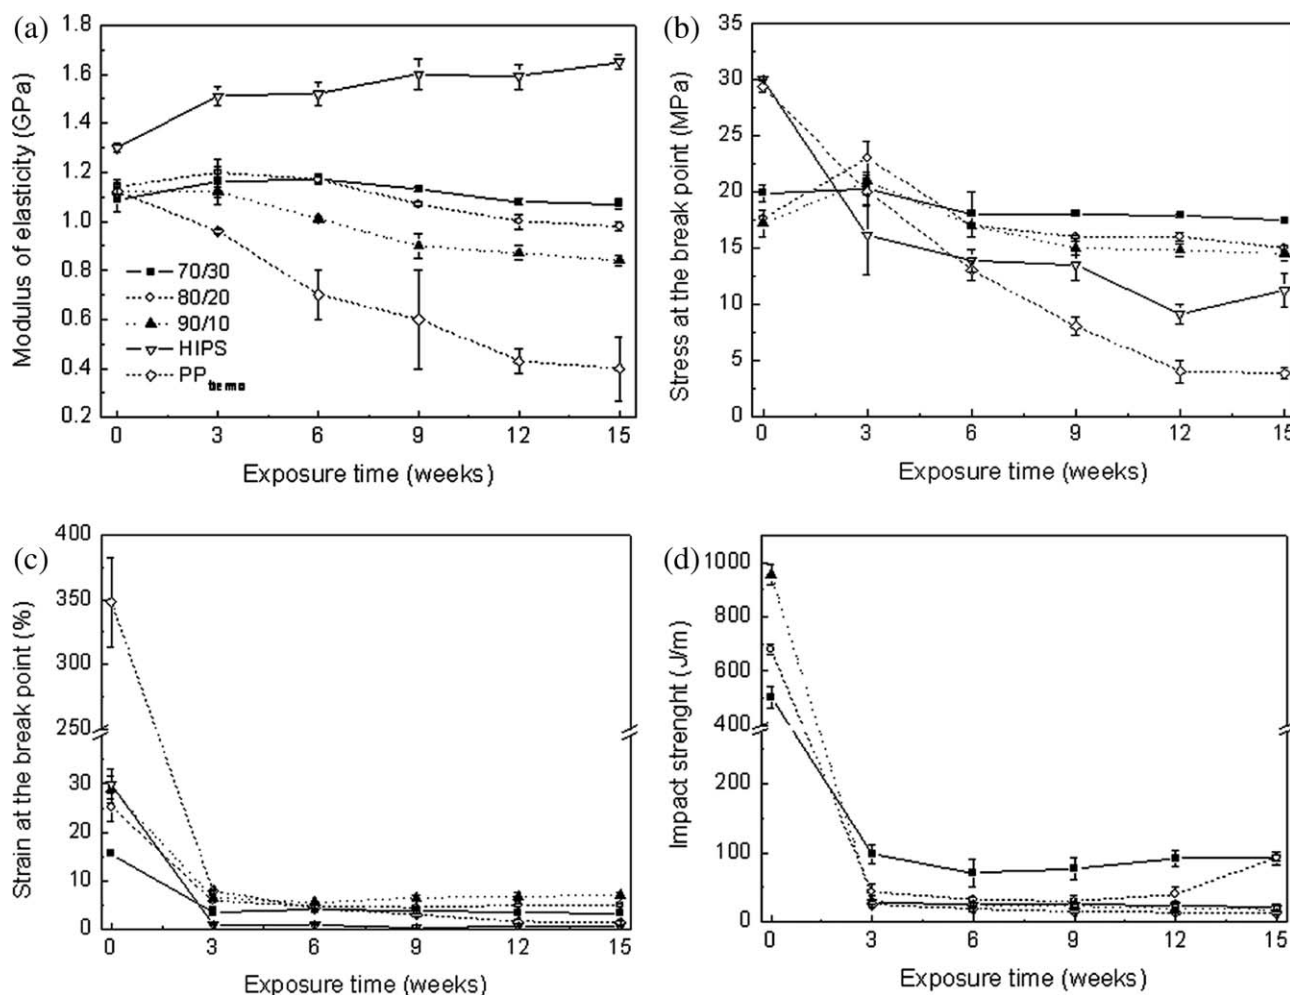 (a)
1.8
1.6
1.4
1.2
1.0
0.8
0.6
0.4
0.2
Modulus of elasticity (GPa)
70/30
80/20
90/10
HIPS
PP
0 3 6 9 12 15
Exposure time (weeks)
(b)
35
30
25
20
15
10
5
0
Stress at the break point (MPa)
0 3 6 9 12 15
Exposure time (weeks)
(c)
400
350
300
250
30
20
10
0
Strain at the break point (%)
0 3 6 9 12 15
Exposure time (weeks)
(d)
1000
800
600
400
200
100
0
Impact strenght (J/m)
0 3 6 9 12 15
Exposure time (weeks)